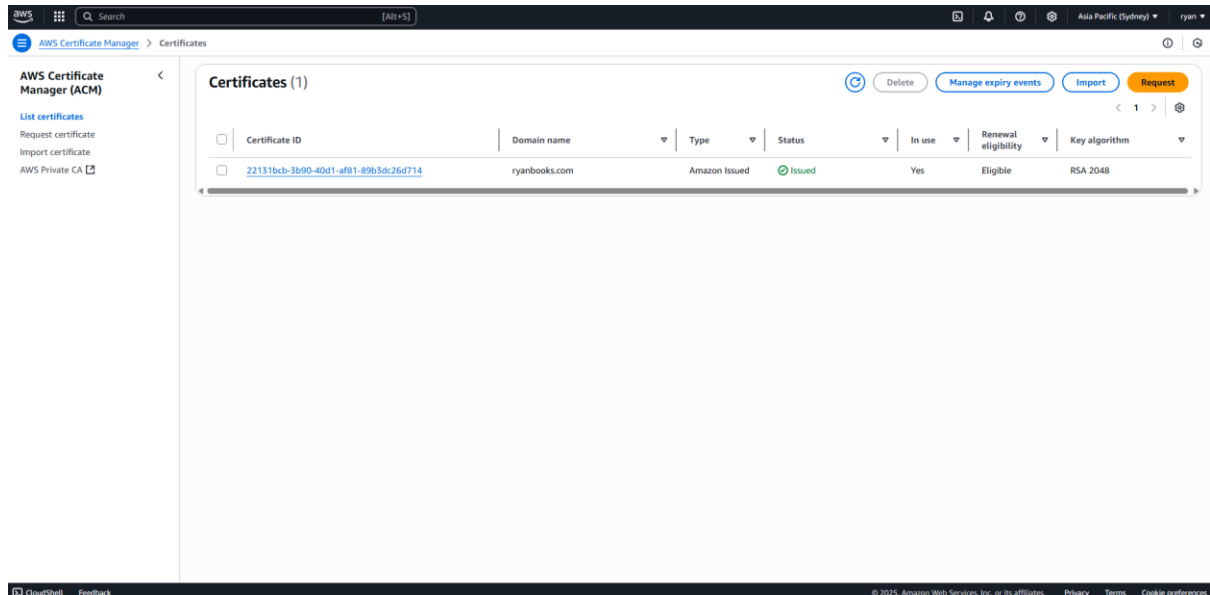 aws Search [Alt+S] Asia Pacific (Sydney) ryan
AWS Certificate Manager > Certificates
AWS Certificate
Manager (ACM)
List certificates
Request certificate
Import certificate
AWS Private CA
Certificates (1) Delete Manage expiry events Import Request
1
Certificate ID Domain name Type Status In use Renewal eligibility Key algorithm
22131bcb-3b90-40d1-af81-89b3dc26d714 ryanbooks.com Amazon Issued Issued Yes Eligible RSA 2048
CloudShell Feedback © 2025, Amazon Web Services, Inc. or its affiliates. Privacy Terms Cookie preferences